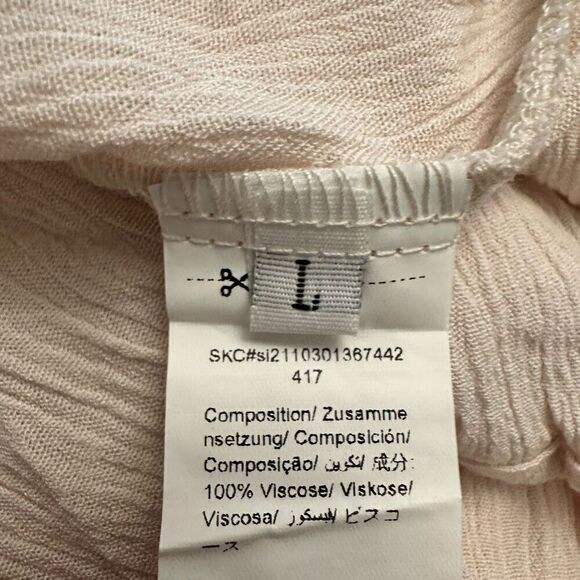 L
SKC#si2110301367442
417
Composition/ Zusamme
nsetzung/ Composición/
Composição/ تكوين/ 成分:
100% Viscose/ Viskose/
Viscosa/ فيسكوز/ ビスコ
ース